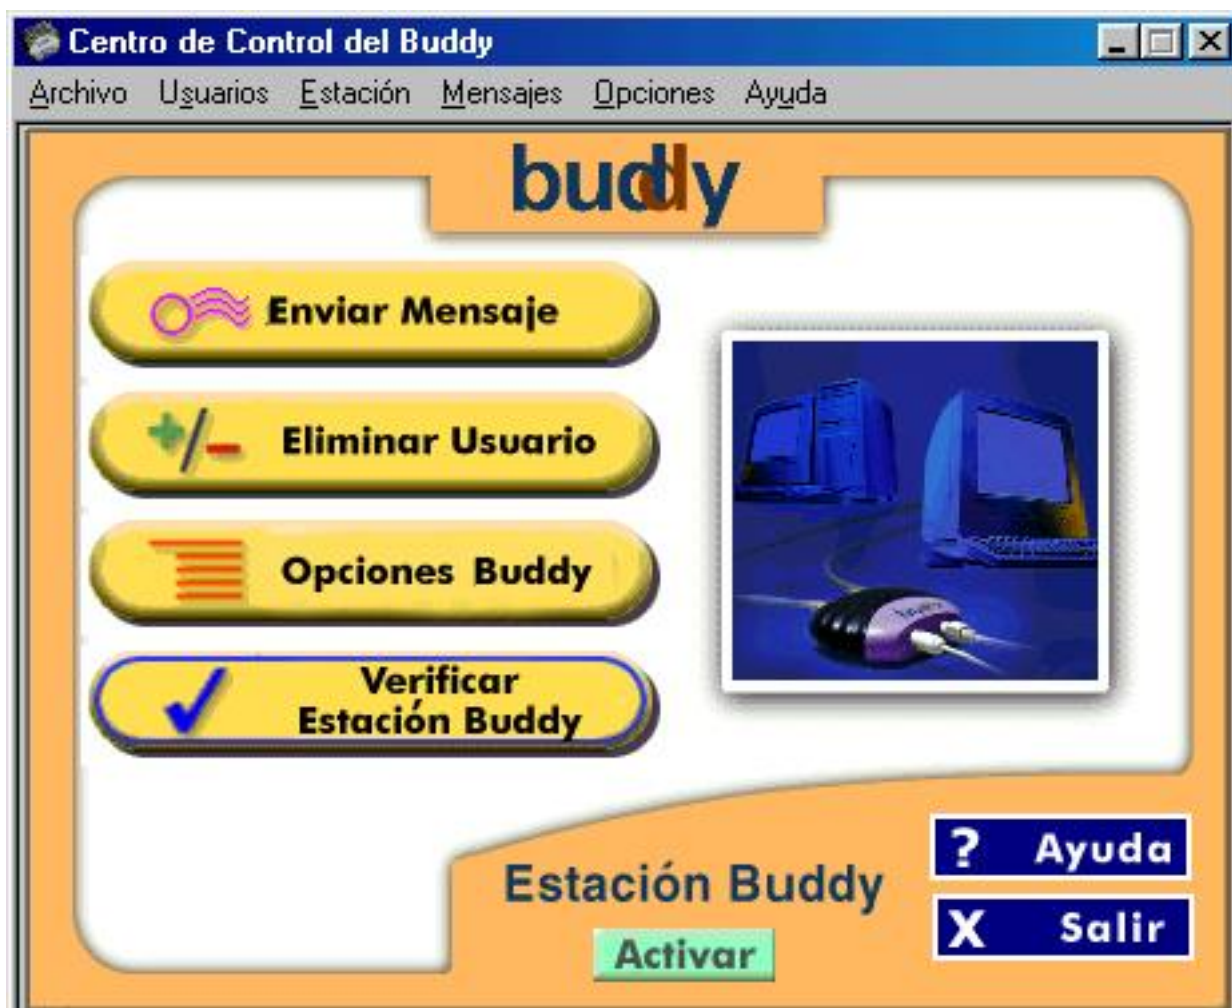 Centro de Control del Buddy
Archivo Usuarios Estación Mensajes Opciones Ayuda
buddy
Enviar Mensaje
Eliminar Usuario
Opciones Buddy
Verificar
Estación Buddy
? Ayuda
Estación Buddy
X Salir
Activar